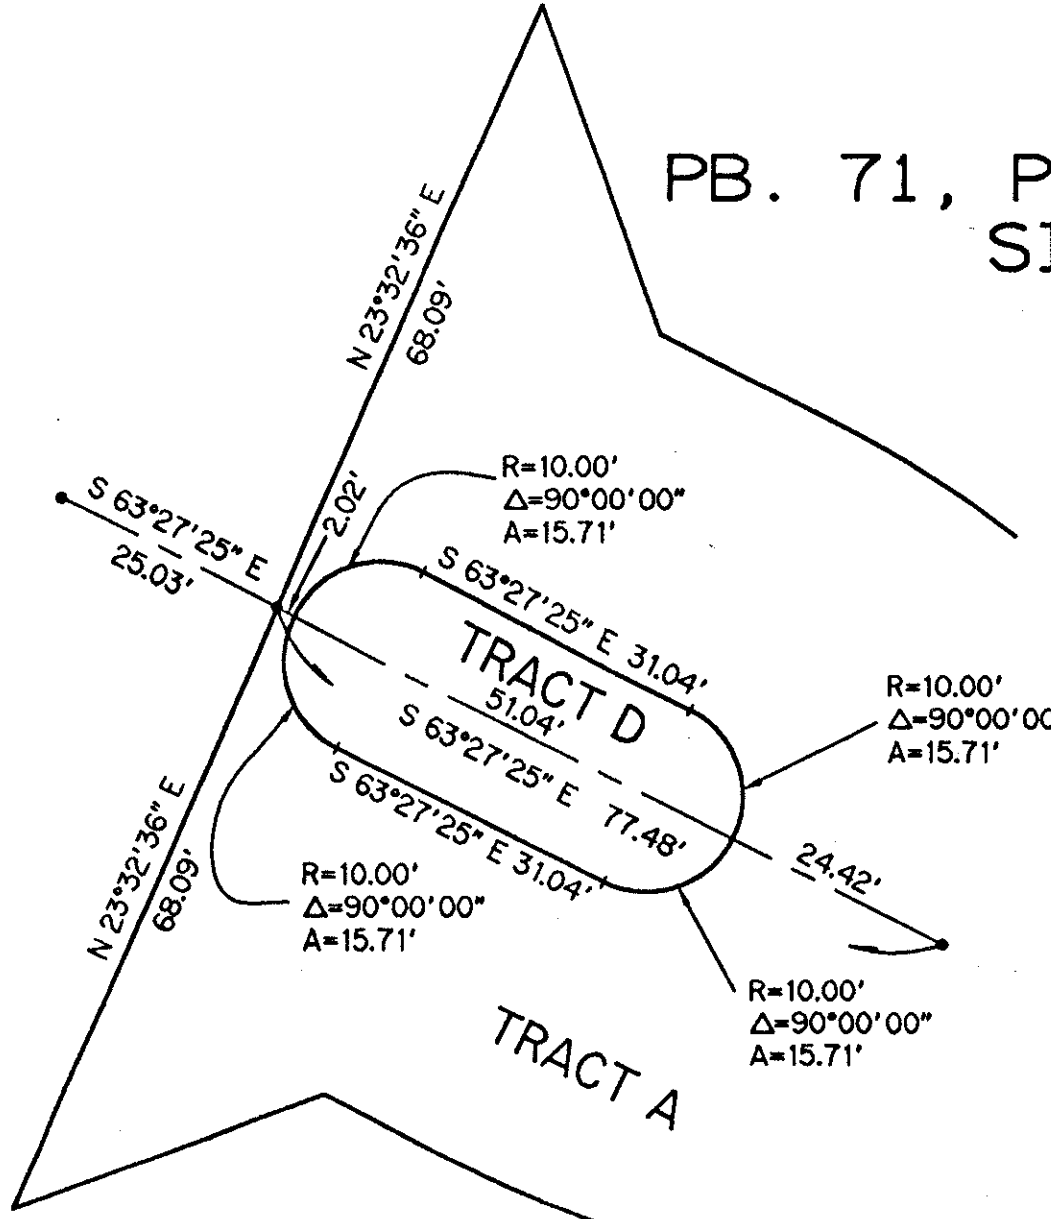 PB. 71, P
SI
N 23°32'36" E
68.09'
S 63°27'25" E
25.03'
2.02'
R=10.00'
Δ=90°00'00"
A=15.71'
S 63°27'25" E 31.04'
TRACT D
51.04'
S 63°27'25" E 77.48'
R=10.00'
Δ=90°00'00
A=15.71'
S 63°27'25" E 31.04'
24.42'
N 23°32'36" E
68.09'
R=10.00'
Δ=90°00'00"
A=15.71'
R=10.00'
Δ=90°00'00"
A=15.71'
TRACT A